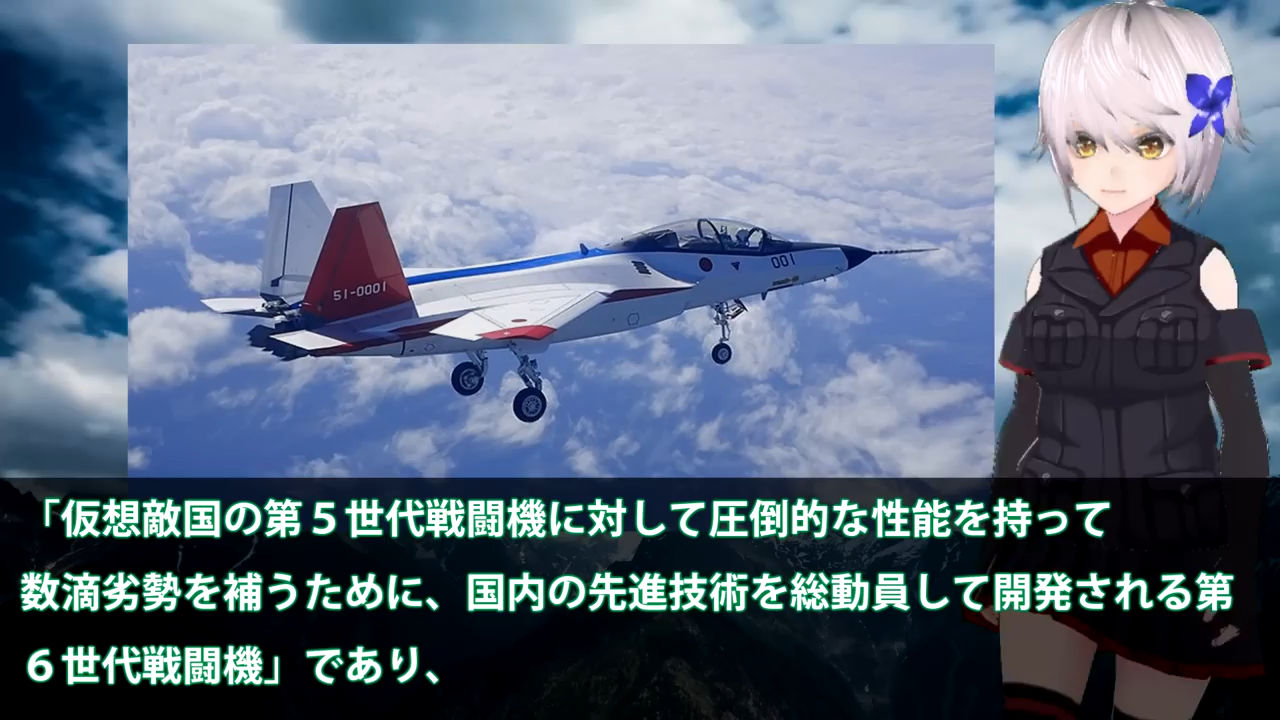 51-0001
001
「仮想敵国の第５世代戦闘機に対して圧倒的な性能を持って
数滴劣勢を補うために、国内の先進技術を総動員して開発される第
６世代戦闘機」であり、